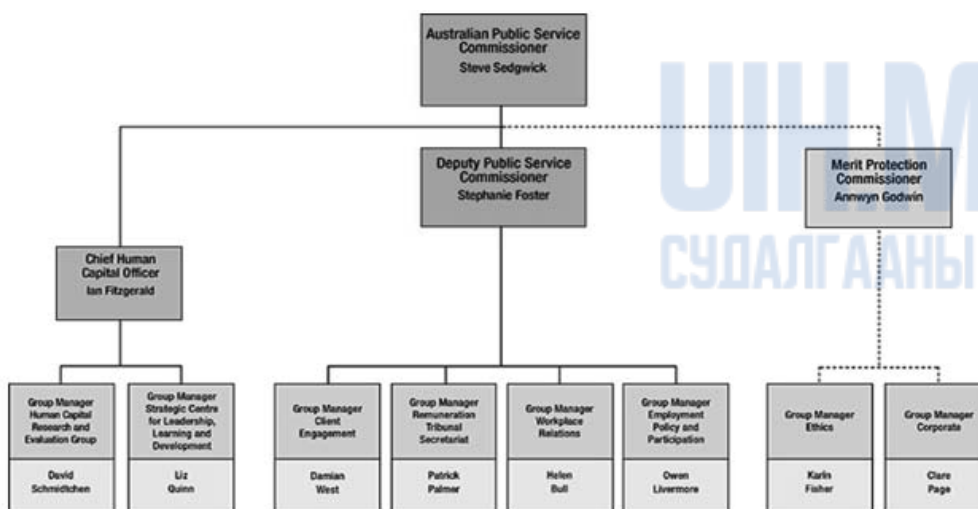 Australian Public Service
Commissioner
Steve Sedgwick
Deputy Public Service
Commissioner
Stephanie Foster
Merit Protection
Commissioner
Annwyn Godwin
Chief Human
Capital Officer
Ian Fitzgerald
Group Manager
Human Capital
Research and
Evaluation Group
David
Schmidtchen
Group Manager
Strategic Centre
for Leadership,
Learning and
Development
Liz
Quinn
Group Manager
Client
Engagement
Damian
West
Group Manager
Remuneration
Tribunal
Secretariat
Patrick
Palmer
Group Manager
Workplace
Relations
Helen
Bull
Group Manager
Employment
Policy and
Participation
Owen
Livermore
Group Manager
Ethics
Karin
Fisher
Group Manager
Corporate
Clare
Page
СУДАЛГААНЫ